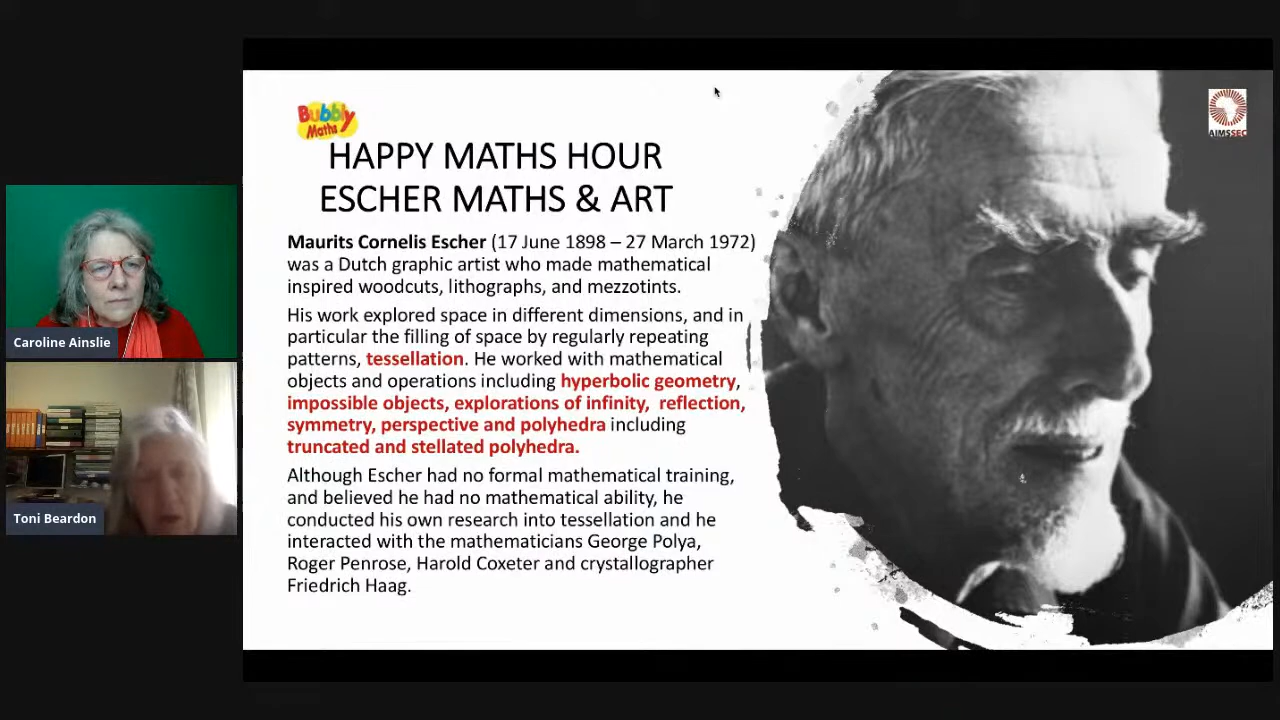 Bubbly
Maths
HAPPY MATHS HOUR
ESCHER MATHS & ART
Maurits Cornelis Escher (17 June 1898 – 27 March 1972)
was a Dutch graphic artist who made mathematical
inspired woodcuts, lithographs, and mezzotints.
His work explored space in different dimensions, and in
particular the filling of space by regularly repeating
patterns, tessellation. He worked with mathematical
objects and operations including hyperbolic geometry,
impossible objects, explorations of infinity, reflection,
symmetry, perspective and polyhedra including
truncated and stellated polyhedra.
Although Escher had no formal mathematical training,
and believed he had no mathematical ability, he
conducted his own research into tessellation and he
interacted with the mathematicians George Polya,
Roger Penrose, Harold Coxeter and crystallographer
Friedrich Haag.
AIMSSEC
Caroline Ainslie
Toni Beardon